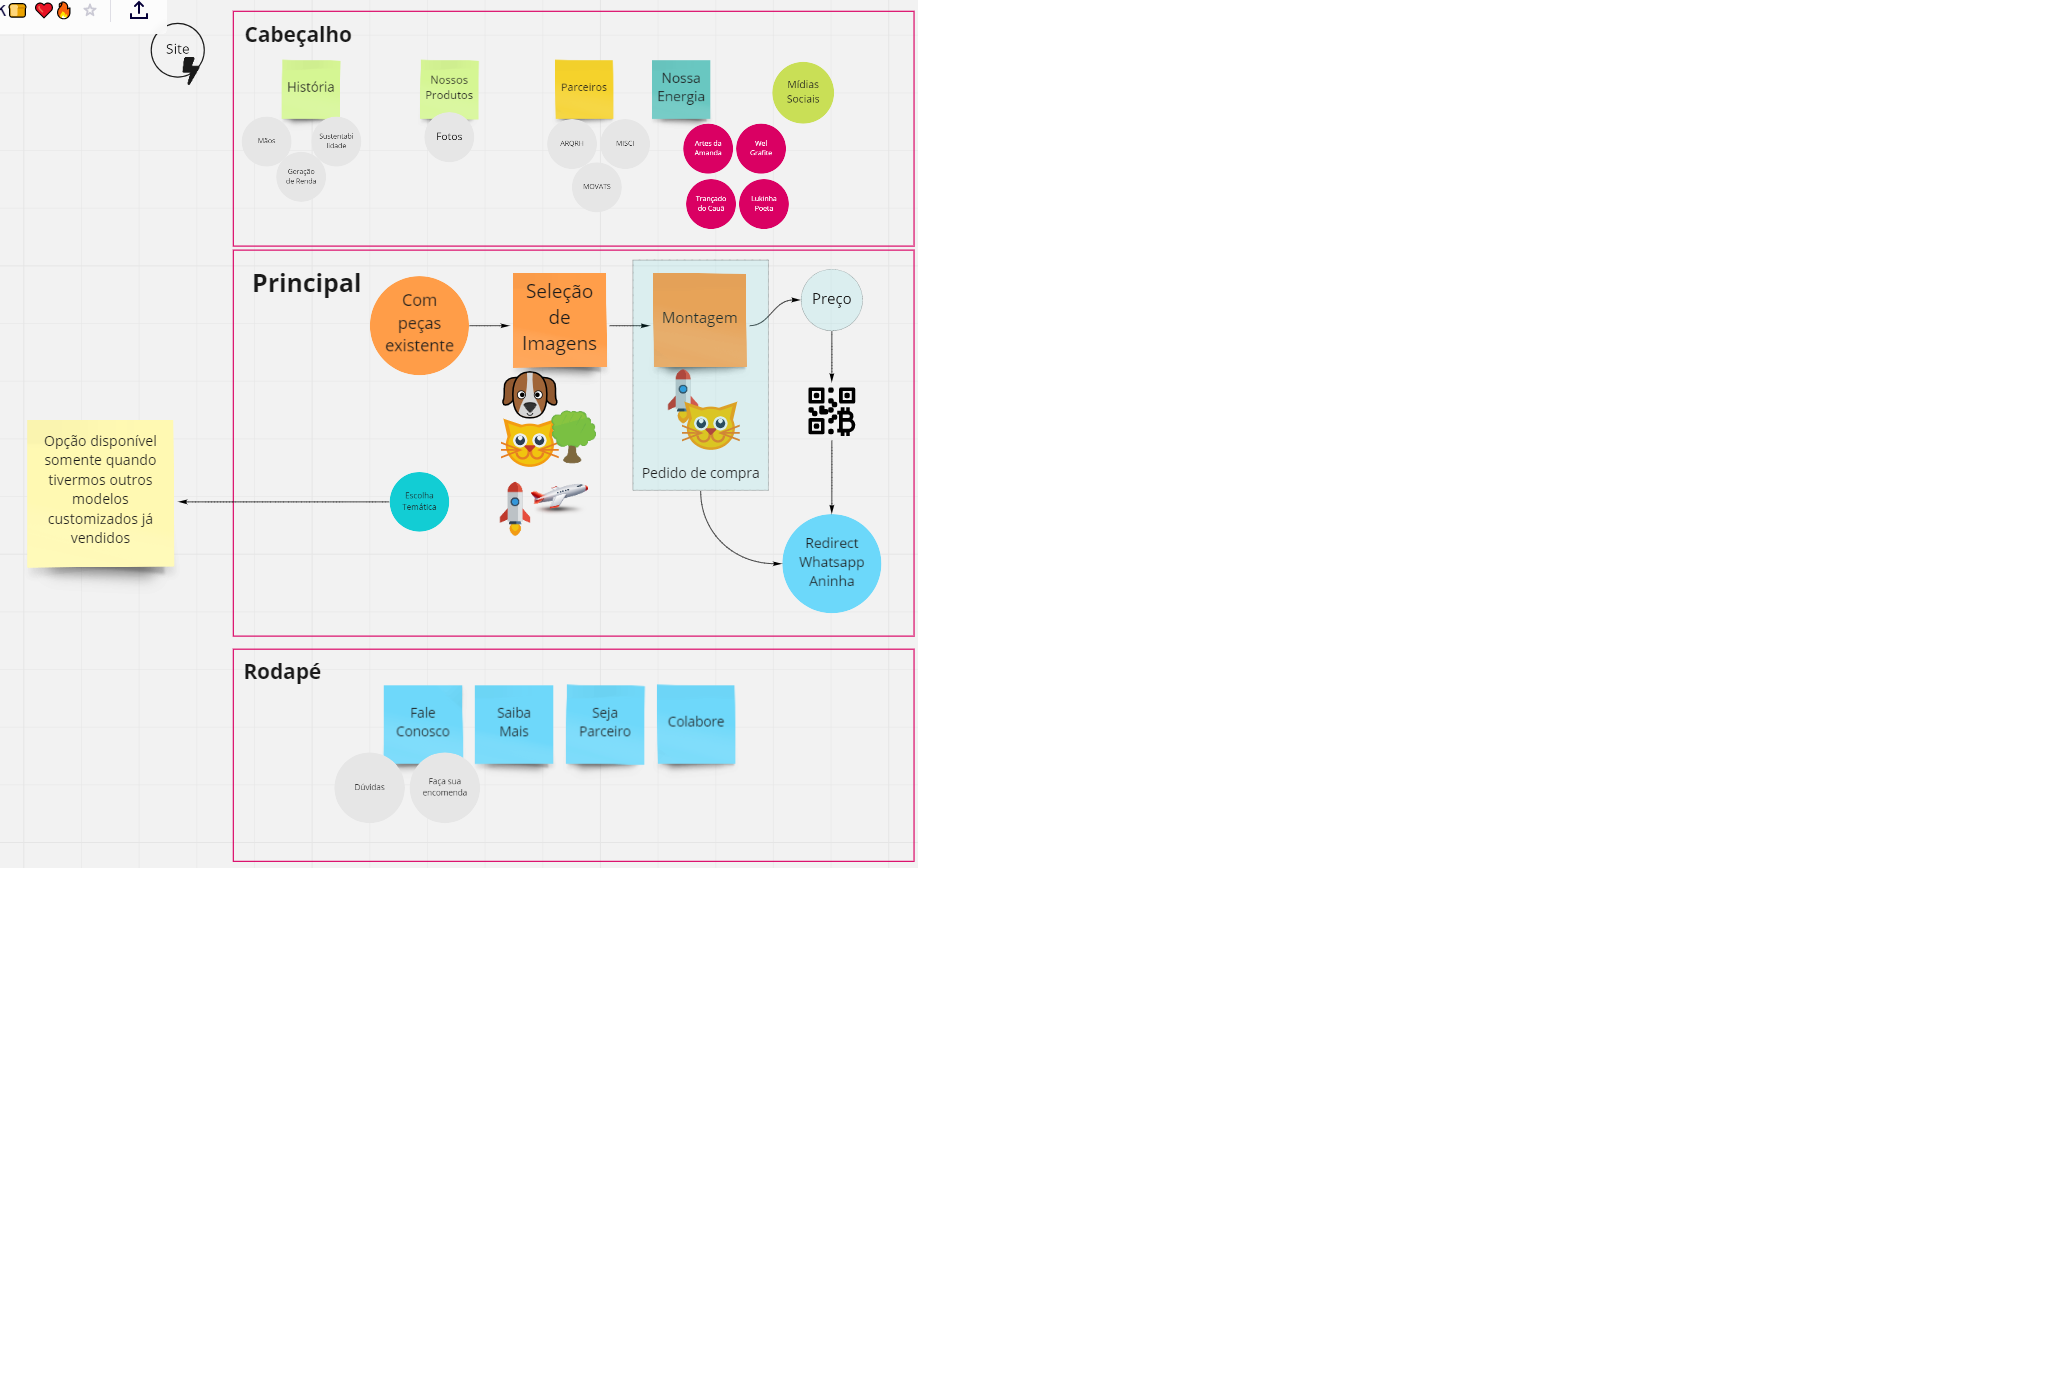 Site
Cabeçalho
História
Mãos
Sustentabi
lidade
Geração
de Renda
Nossos
Produtos
Fotos
Parceiros
ARQRH
MISCI
MOVATS
Nossa
Energia
Artes da
Amanda
Wel
Grafite
Trançado
do Cauã
Lukinha
Poeta
Mídias
Sociais
Principal
Com
peças
existente
Seleção
de
Imagens
Montagem
Pedido de compra
Preço
Redirect
Whatsapp
Aninha
Escolha
Temática
Opção disponível
somente quando
tivermos outros
modelos
customizados já
vendidos
Rodapé
Fale
Conosco
Dúvidas
Faça sua
encomenda
Saiba
Mais
Seja
Parceiro
Colabore